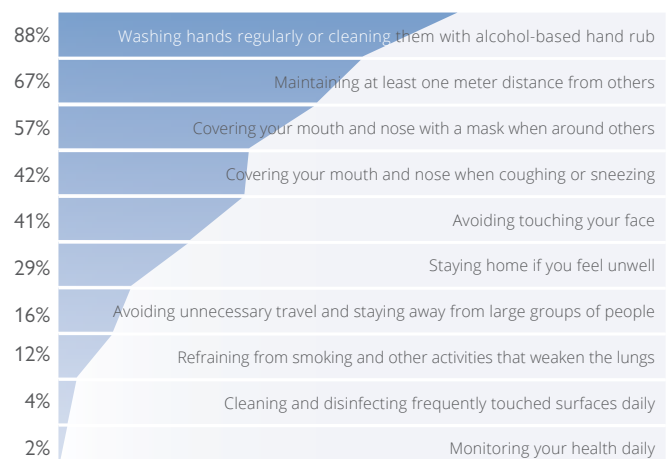 88% Washing hands regularly or cleaning them with alcohol-based hand rub
67% Maintaining at least one meter distance from others
57% Covering your mouth and nose with a mask when around others
42% Covering your mouth and nose when coughing or sneezing
41% Avoiding touching your face
29% Staying home if you feel unwell
16% Avoiding unnecessary travel and staying away from large groups of people
12% Refraining from smoking and other activities that weaken the lungs
4% Cleaning and disinfecting frequently touched surfaces daily
2% Monitoring your health daily